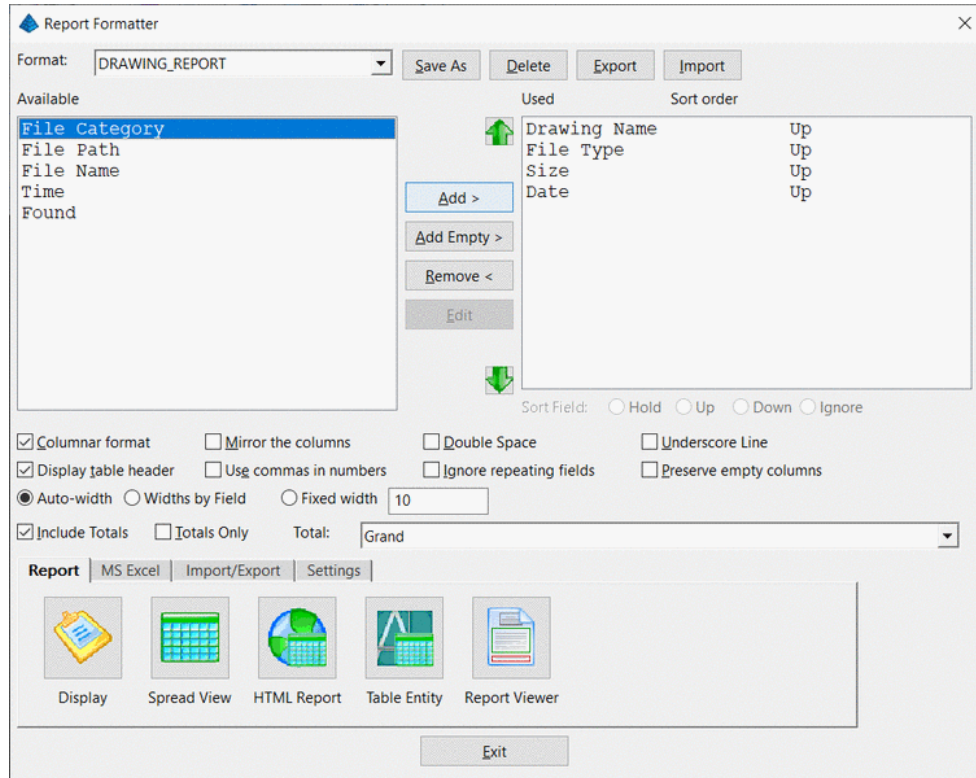 Report Formatter
Format: DRAWING_REPORT Save As Delete Export Import
Available Used Sort order
File Category
File Path
File Name
Time
Found
Add >
Add Empty >
Remove <
Edit
Drawing Name Up
File Type Up
Size Up
Date Up
Sort Field: Hold Up Down Ignore
Columnar format Mirror the columns Double Space Underscore Line
Display table header Use commas in numbers Ignore repeating fields Preserve empty columns
Auto-width Widths by Field Fixed width 10
Include Totals Totals Only Total: Grand
Report MS Excel Import/Export Settings
Display Spread View HTML Report Table Entity Report Viewer
Exit